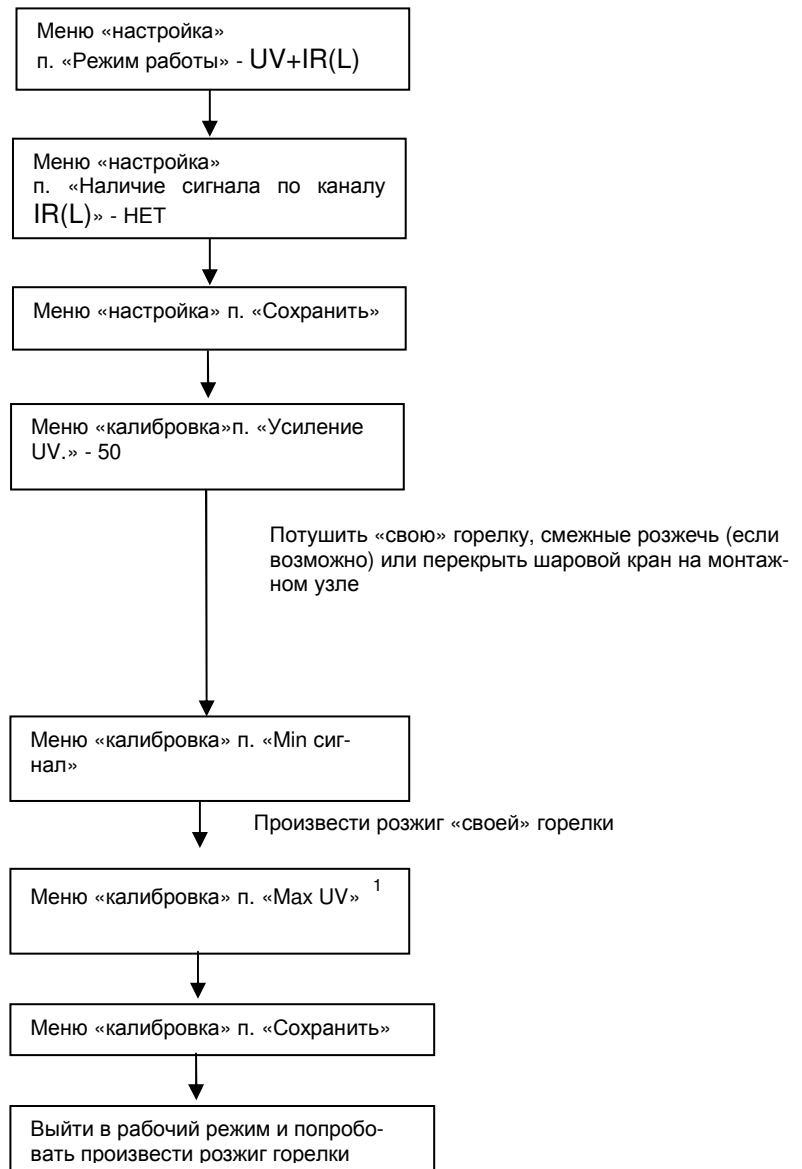 Меню «настройка»
п. «Режим работы» - UV+IR(L)
Меню «настройка»
п. «Наличие сигнала по каналу
IR(L)» - НЕТ
Меню «настройка» п. «Сохранить»
Меню «калибровка»п. «Усиление
UV.» - 50
Потушить «свою» горелку, смежные розжечь (если
возможно) или перекрыть шаровой кран на монтаж-
ном узле
Меню «калибровка» п. «Min сиг-
нал»
Произвести розжиг «своей» горелки
Меню «калибровка» п. «Max UV» 1
Меню «калибровка» п. «Сохранить»
Выйти в рабочий режим и попробо-
вать произвести розжиг горелки